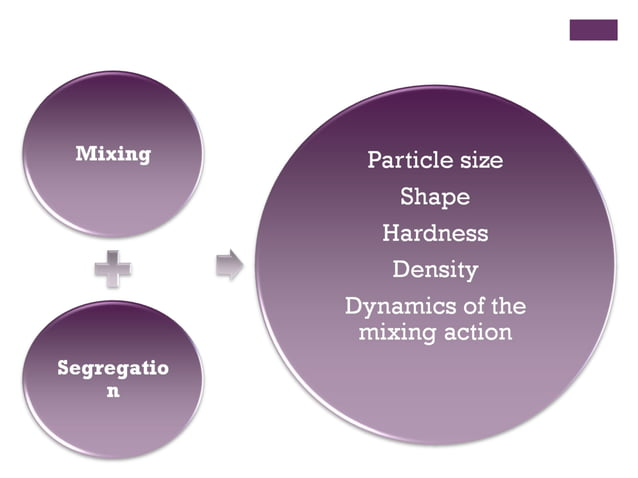 Mixing
Segregatio
n
Particle size
Shape
Hardness
Density
Dynamics of the
mixing action